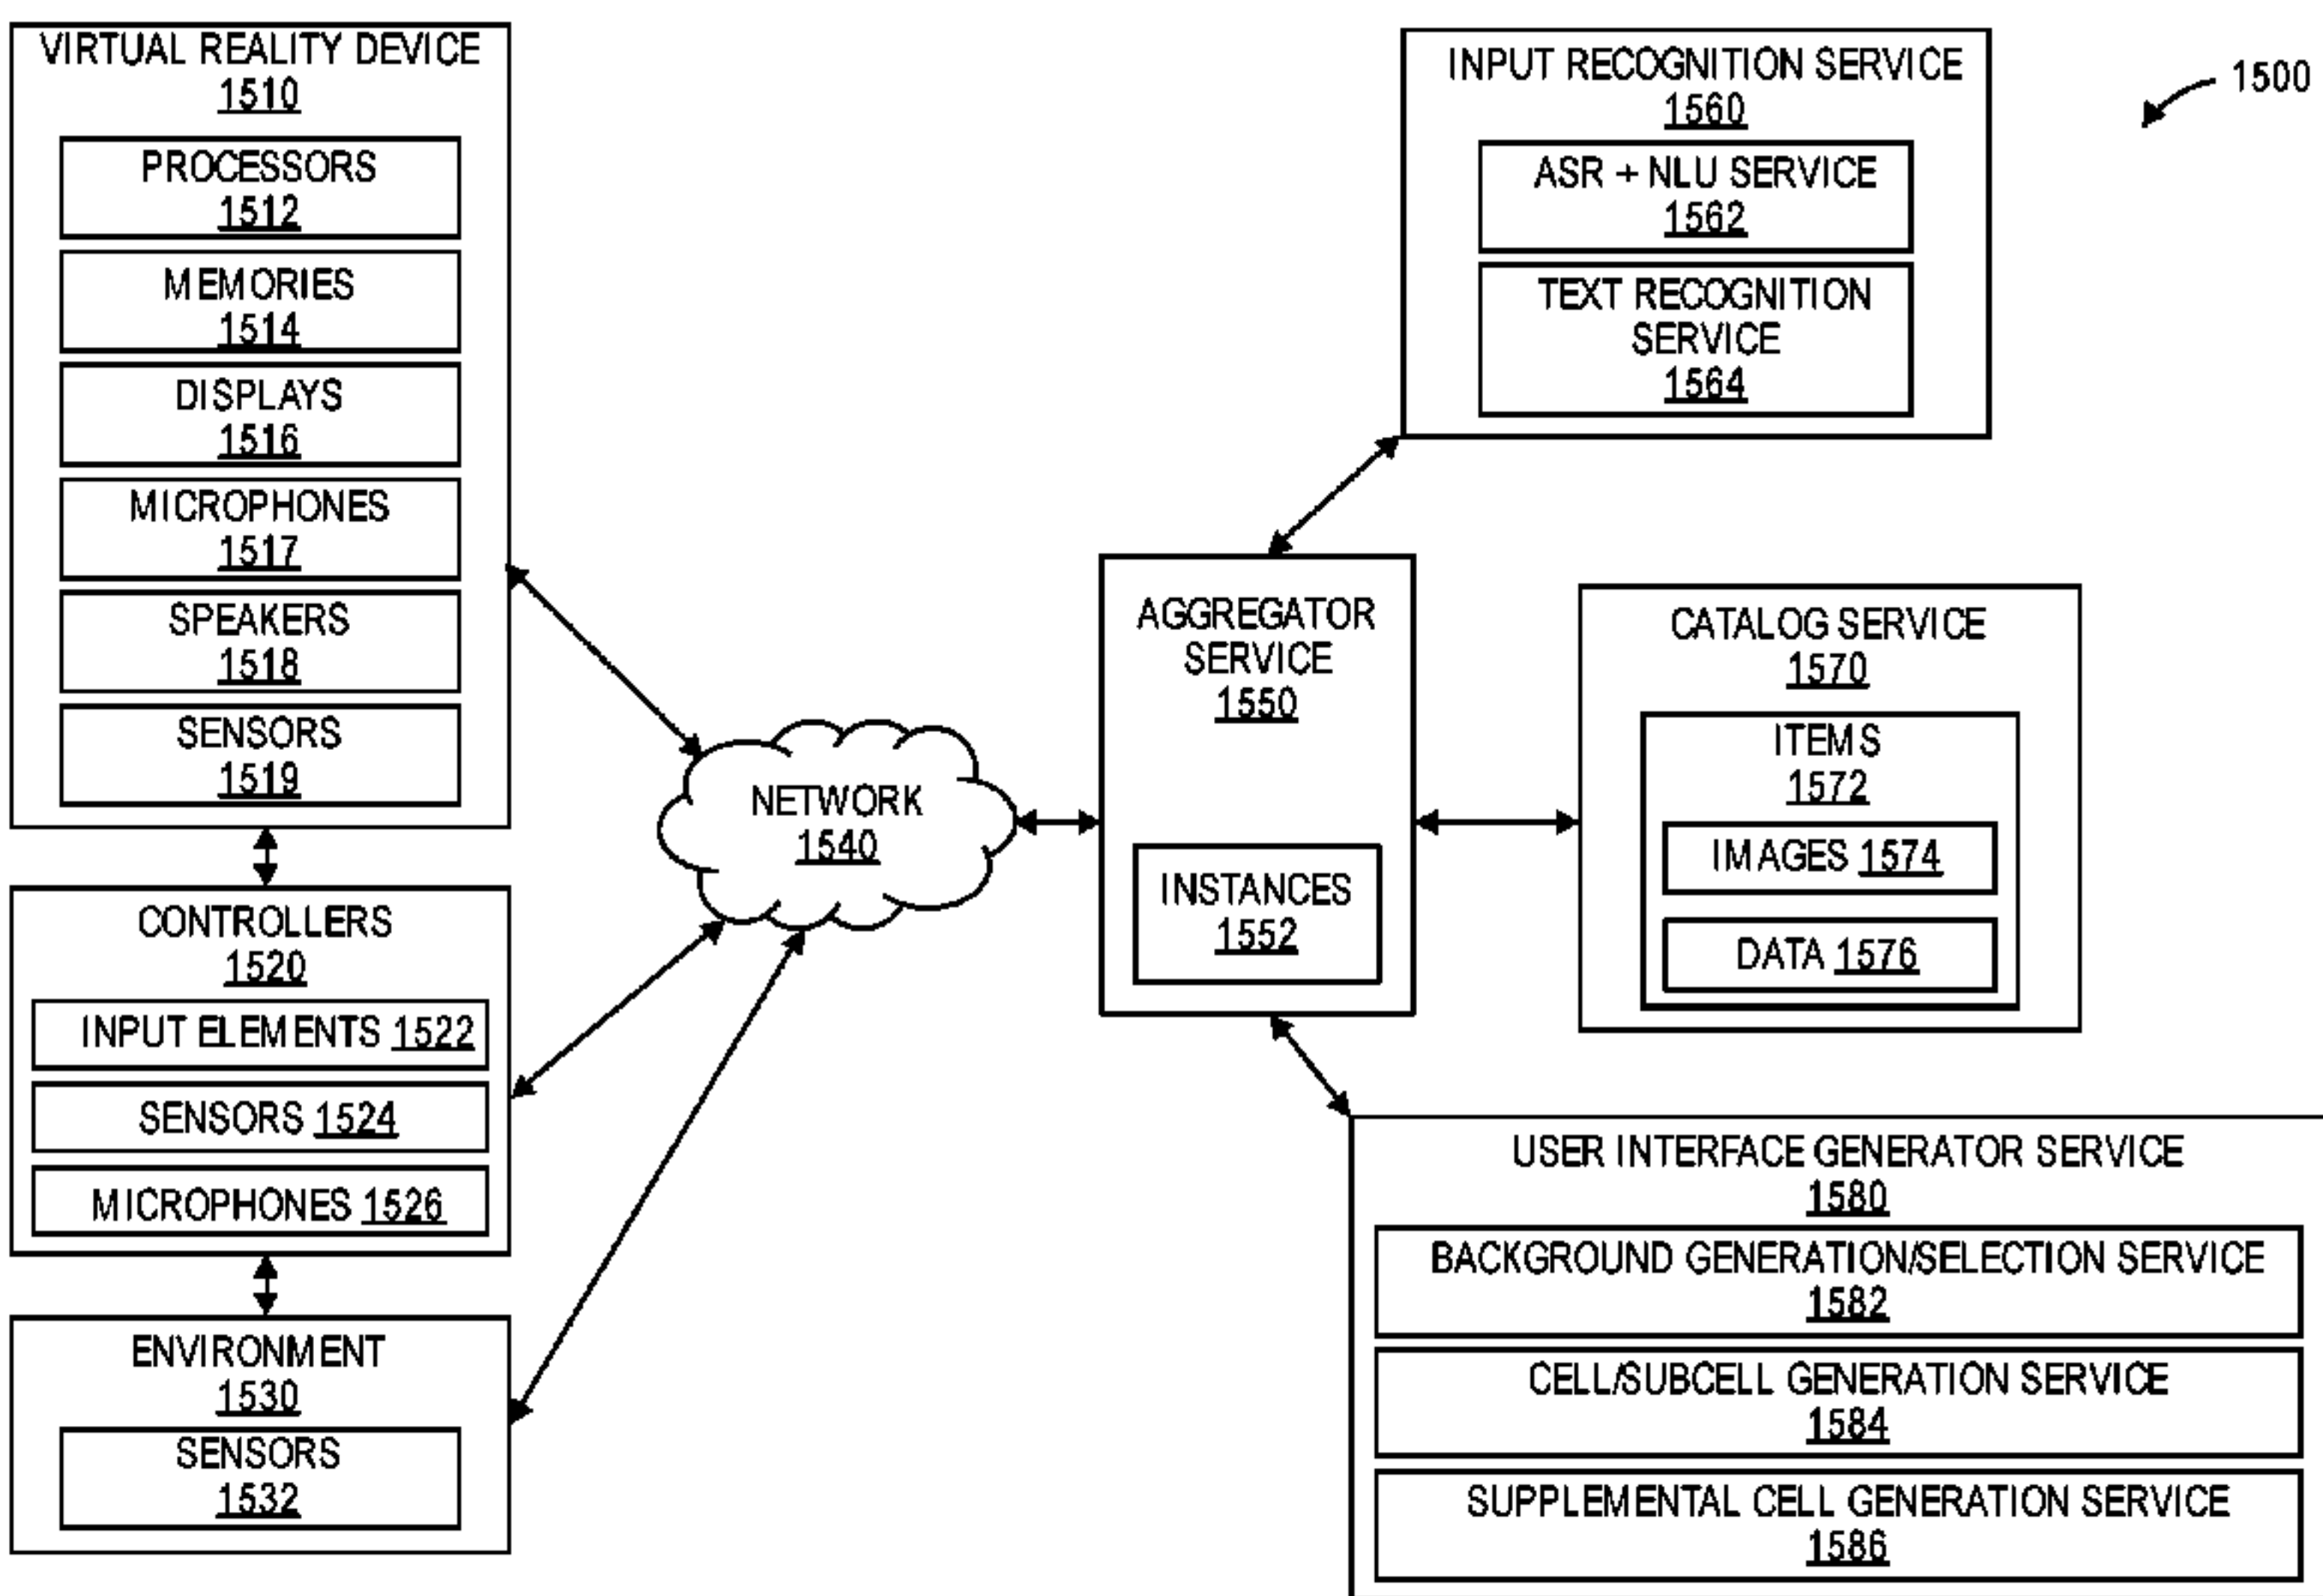 VIRTUAL REALITY DEVICE
1510
PROCESSORS
1512
MEMORIES
1514
DISPLAYS
1516
MICROPHONES
1517
SPEAKERS
1518
SENSORS
1519
CONTROLLERS
1520
INPUT ELEMENTS 1522
SENSORS 1524
MICROPHONES 1526
ENVIRONMENT
1530
SENSORS
1532
NETWORK
1540
AGGREGATOR
SERVICE
1550
INSTANCES
1552
INPUT RECOGNITION SERVICE
1560
ASR + NLU SERVICE
1562
TEXT RECOGNITION
SERVICE
1564
1500
CATALOG SERVICE
1570
ITEMS
1572
IMAGES 1574
DATA 1576
USER INTERFACE GENERATOR SERVICE
1580
BACKGROUND GENERATION/SELECTION SERVICE
1582
CELL/SUBCELL GENERATION SERVICE
1584
SUPPLEMENTAL CELL GENERATION SERVICE
1586